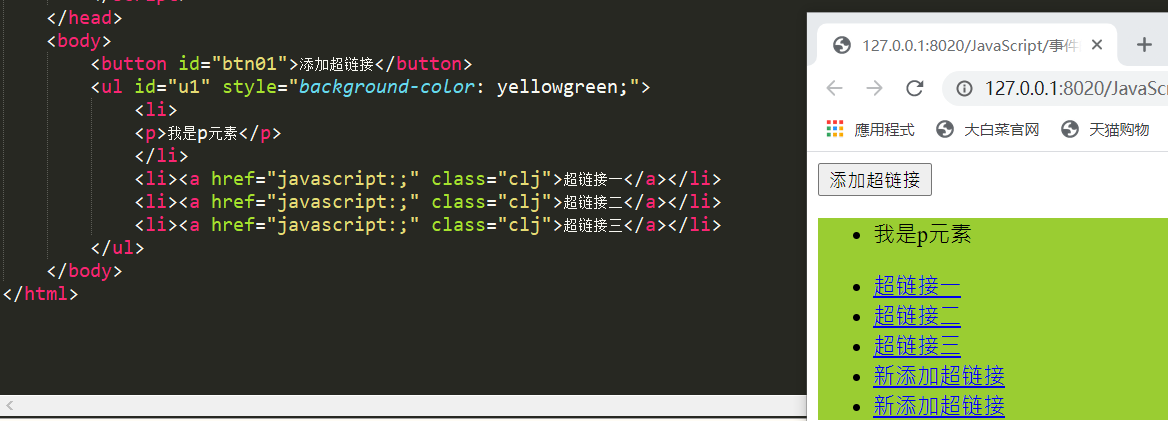 </head>
<body>
<button id="btn01">添加超链接</button>
<ul id="u1" style="background-color: yellowgreen;">
<li>
<p>我是p元素</p>
</li>
<li><a href="javascript:;" class="clj">超链接一</a></li>
<li><a href="javascript:;" class="clj">超链接二</a></li>
<li><a href="javascript:;" class="clj">超链接三</a></li>
</ul>
</body>
</html>
127.0.0.1:8020/JavaScript/事件
127.0.0.1:8020/JavaSc
應用程式 大白菜官网 天猫购物
添加超链接
我是p元素
超链接一
超链接二
超链接三
新添加超链接
新添加超链接